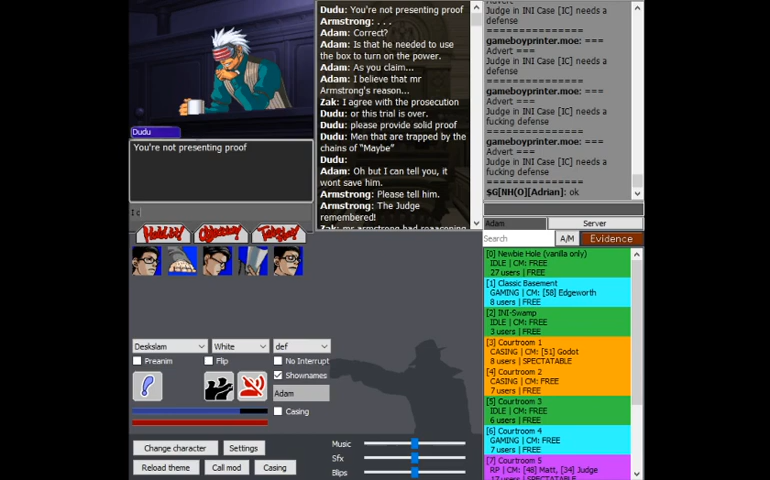 Dudu
You're not presenting proof
Ic
Hold it!
Objection!
Take that!
Deskslam
White
def
Preanim
Flip
No Interrupt
Shownames
Adam
Casing
Change character
Settings
Reload theme
Call mod
Casing
Music
Sfx
Blips
Dudu: You're not presenting proof
Armstrong: . . .
Adam: Correct?
Adam: Is that he needed to use
the box to turn on the power.
Adam: As you claim...
Adam: I believe that mr
Armstrong's reason...
Zak: I agree with the prosecution
Dudu: or this trial is over.
Dudu: please provide solid proof
Dudu: Men that are trapped by the
chains of "Maybe"
Dudu:
Adam: Oh but I can tell you, it
wont save him.
Armstrong: Please tell him.
Armstrong: The Judge
remembered!
Zak: mr armstrong had
Judge in INI Case [IC] needs a
defense
==============
gameboyprinter.moe: ===
Advert ===
Judge in INI Case [IC] needs a
defense
==============
gameboyprinter.moe: ===
Advert ===
Judge in INI Case [IC] needs a
fucking defense
==============
gameboyprinter.moe: ===
Advert ===
Judge in INI Case [IC] needs a
fucking defense
==============
$G[NH(O][Adrian]: ok
Adam
Server
Search
A/M
Evidence
[0] Newbie Hole (vanilla only)
IDLE | CM: FREE
27 users | FREE
[1] Classic Basement
GAMING | CM: [58] Edgeworth
8 users | FREE
[2] INI-Swamp
IDLE | CM: FREE
3 users | FREE
[3] Courtroom 1
CASING | CM: [51] Godot
8 users | SPECTATABLE
[4] Courtroom 2
CASING | CM: FREE
7 users | FREE
[5] Courtroom 3
IDLE | CM: FREE
6 users | FREE
[6] Courtroom 4
GAMING | CM: FREE
7 users | FREE
[7] Courtroom 5
RP | CM: [48] Matt, [34] Judge
17 users | SPECTATABLE